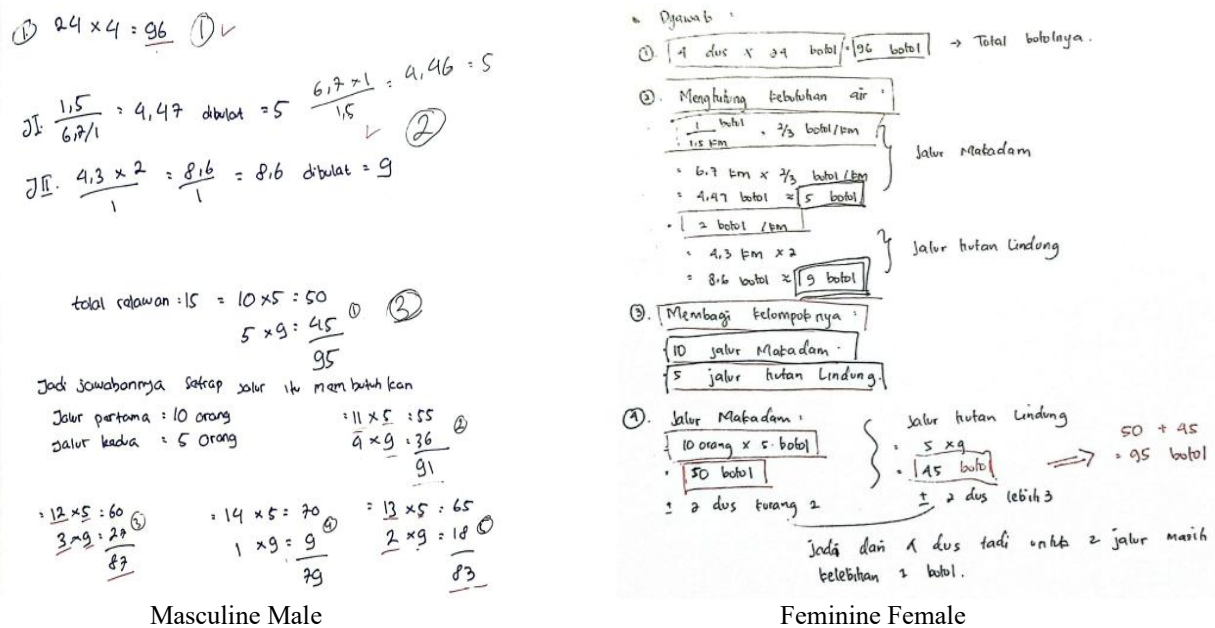 ① 24 × 4 : 96 ①
JI. 1,5 / 6,7/1 : 4,47 dibulat = 5
6,7 × 1 / 1,5 : 4,46 = 5
②
JII. 4,3 × 2 / 1 : 8,6 / 1 = 8,6 dibulat = 9
total ralawan : 15 = 10 × 5 : 50
5 × 9 : 45 ① ③
95
Jadi jawabannya Setiap jalur itu membutuhkan
Jalur pertama : 10 orang
Jalur kedua : 5 orang
: 11 × 5 : 55
4 × 9 : 36 ②
91
: 12 × 5 : 60
3 × 9 : 27 ③
87
: 14 × 5 = 70
1 × 9 = 9 ④
79
= 13 × 5 : 65
2 × 9 : 18
83
Masculine Male
Djawab :
①. 4 dus × 24 botol = 96 botol → Total botolnya.
②. Menghitung kebutuhan air :
1 botol / 1.5 km = 2/3 botol/km
= 6.7 km × 2/3 botol/km
= 4,47 botol ≈ 5 botol
Jalur Makadam
2 botol /km
= 4,3 km × 2
= 8,6 botol ≈ 9 botol
Jalur hutan Lindung
③. Membagi kelompoknya :
10 jalur Makadam.
5 jalur hutan Lindung.
④. Jalur Makadam :
10 orang × 5 botol
= 50 botol
± 2 dus kurang 2
Jalur hutan Lindung
= 5 × 9
= 45 botol
± 2 dus lebih 3
50 + 45
= 95 botol
jadi dari 4 dus tadi untuk 2 jalur masih
kelebihan 1 botol.
Feminine Female